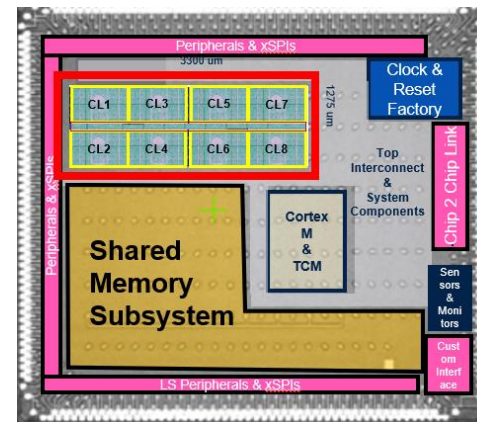 Peripherals & xSPIs
3300 um
Clock &
Reset
Factory
1275 um
CL1
CL3
CL5
CL7
CL2
CL4
CL6
CL8
Peripherals & xSPIs
Top
Interconnect
&
System
Components
Chip 2 Chip Link
Cortex
M
&
TCM
Shared
Memory
Subsystem
Sen
sors
&
Moni
tors
Cust
om
Interf
ace
LS Peripherals & xSPIs